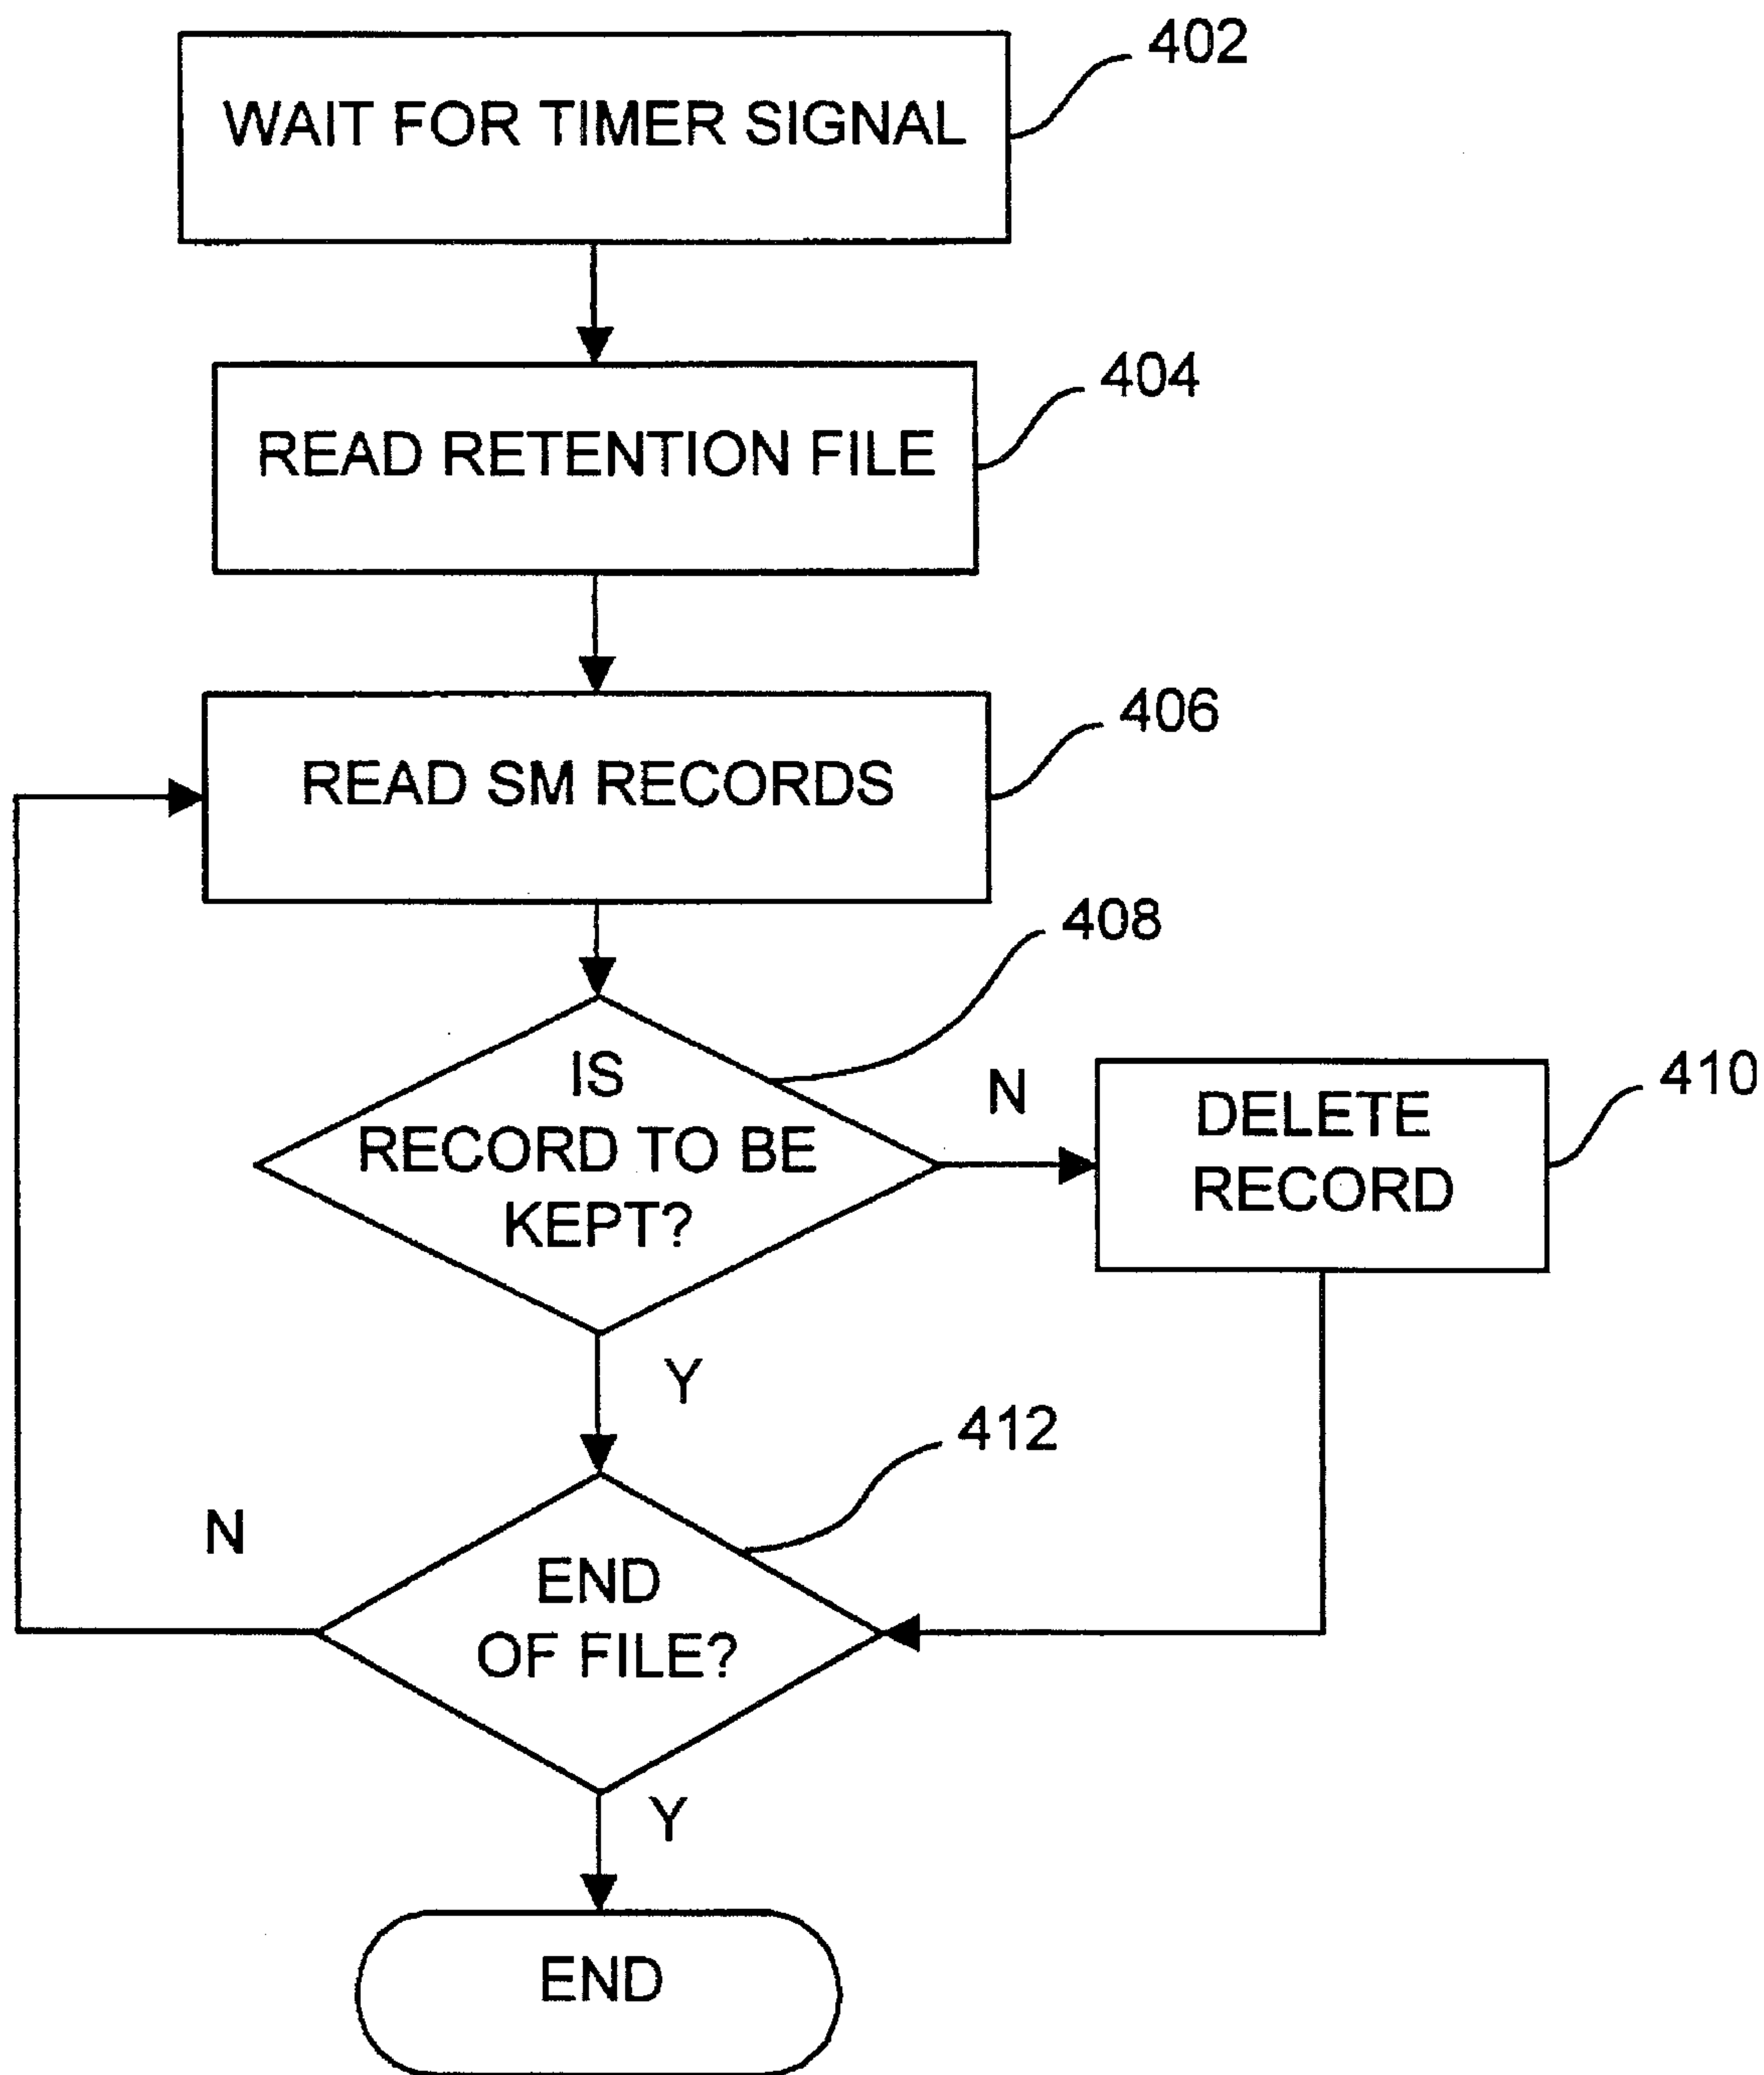 402
WAIT FOR TIMER SIGNAL
404
READ RETENTION FILE
406
READ SM RECORDS
408
IS
RECORD TO BE
KEPT?
N
410
DELETE
RECORD
Y
412
N
END
OF FILE?
Y
END